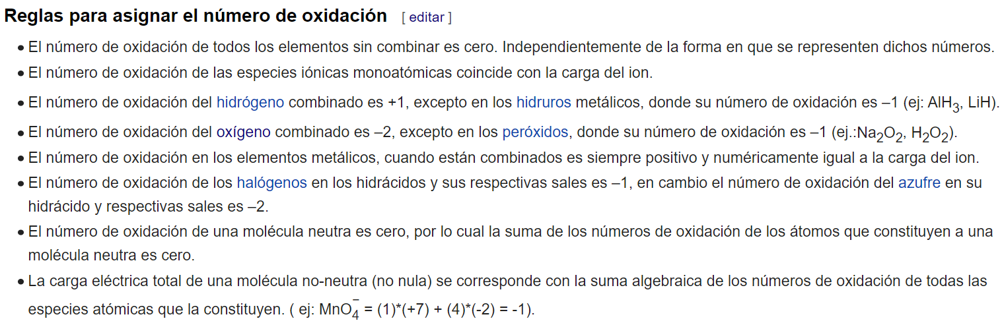 Reglas para asignar el número de oxidación [ editar ]
• El número de oxidación de todos los elementos sin combinar es cero. Independientemente de la forma en que se representen dichos números.
• El número de oxidación de las especies iónicas monoatómicas coincide con la carga del ion.
• El número de oxidación del hidrógeno combinado es +1, excepto en los hidruros metálicos, donde su número de oxidación es –1 (ej: AlH₃, LiH).
• El número de oxidación del oxígeno combinado es –2, excepto en los peróxidos, donde su número de oxidación es –1 (ej.:Na₂O₂, H₂O₂).
• El número de oxidación en los elementos metálicos, cuando están combinados es siempre positivo y numéricamente igual a la carga del ion.
• El número de oxidación de los halógenos en los hidrácidos y sus respectivas sales es –1, en cambio el número de oxidación del azufre en su
hidrácido y respectivas sales es –2.
• El número de oxidación de una molécula neutra es cero, por lo cual la suma de los números de oxidación de los átomos que constituyen a una
molécula neutra es cero.
• La carga eléctrica total de una molécula no-neutra (no nula) se corresponde con la suma algebraica de los números de oxidación de todas las
especies atómicas que la constituyen. ( ej: MnO₄⁻ = (1)*(+7) + (4)*(-2) = -1).